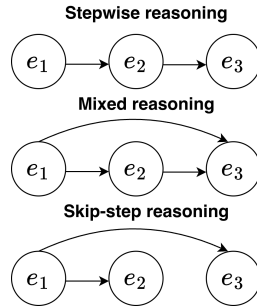 Stepwise reasoning
e₁ e₂ e₃
Mixed reasoning
e₁ e₂ e₃
Skip-step reasoning
e₁ e₂ e₃